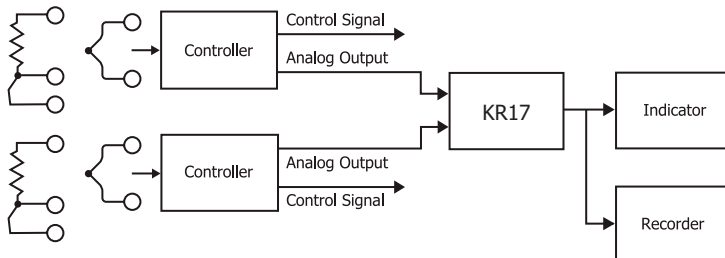 Control Signal
Controller
Analog Output
KR17
Indicator
Analog Output
Controller
Control Signal
Recorder